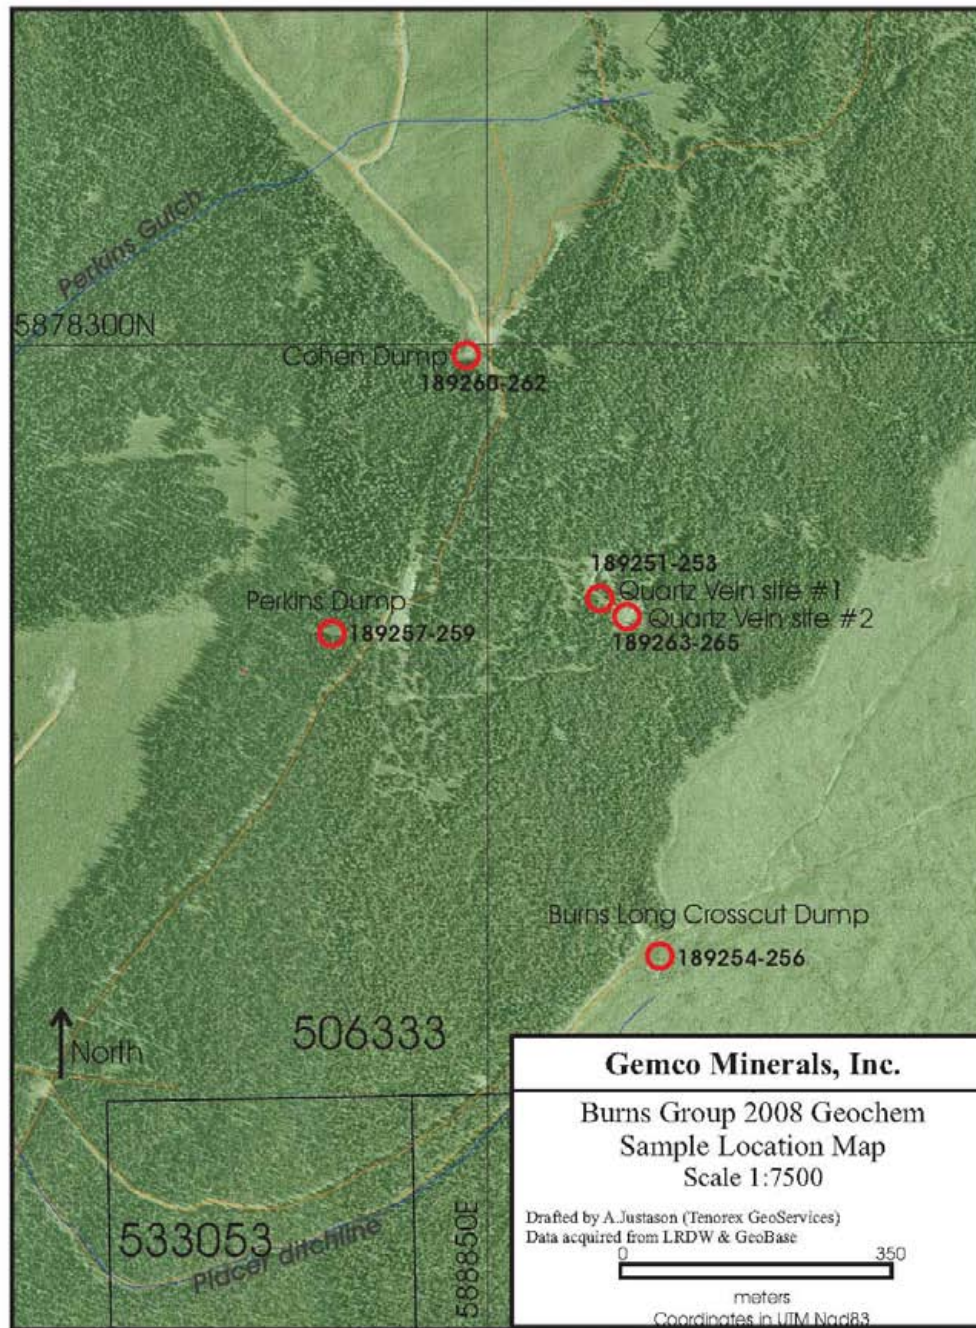 Perkins Gulch
5878300N
Cohen Dump
189260-262
189251-253
Quartz Vein site #1
Quartz Vein site #2
189263-265
Perkins Dump
189257-259
Burns Long Crosscut Dump
189254-256
506333
North
533053
Placer ditchline
588850E
Gemco Minerals, Inc.
Burns Group 2008 Geochem
Sample Location Map
Scale 1:7500
Drafted by A.Justason (Tenorex GeoServices)
Data acquired from LRDW & GeoBase
0 350
meters
Coordinates in UTM Nad83